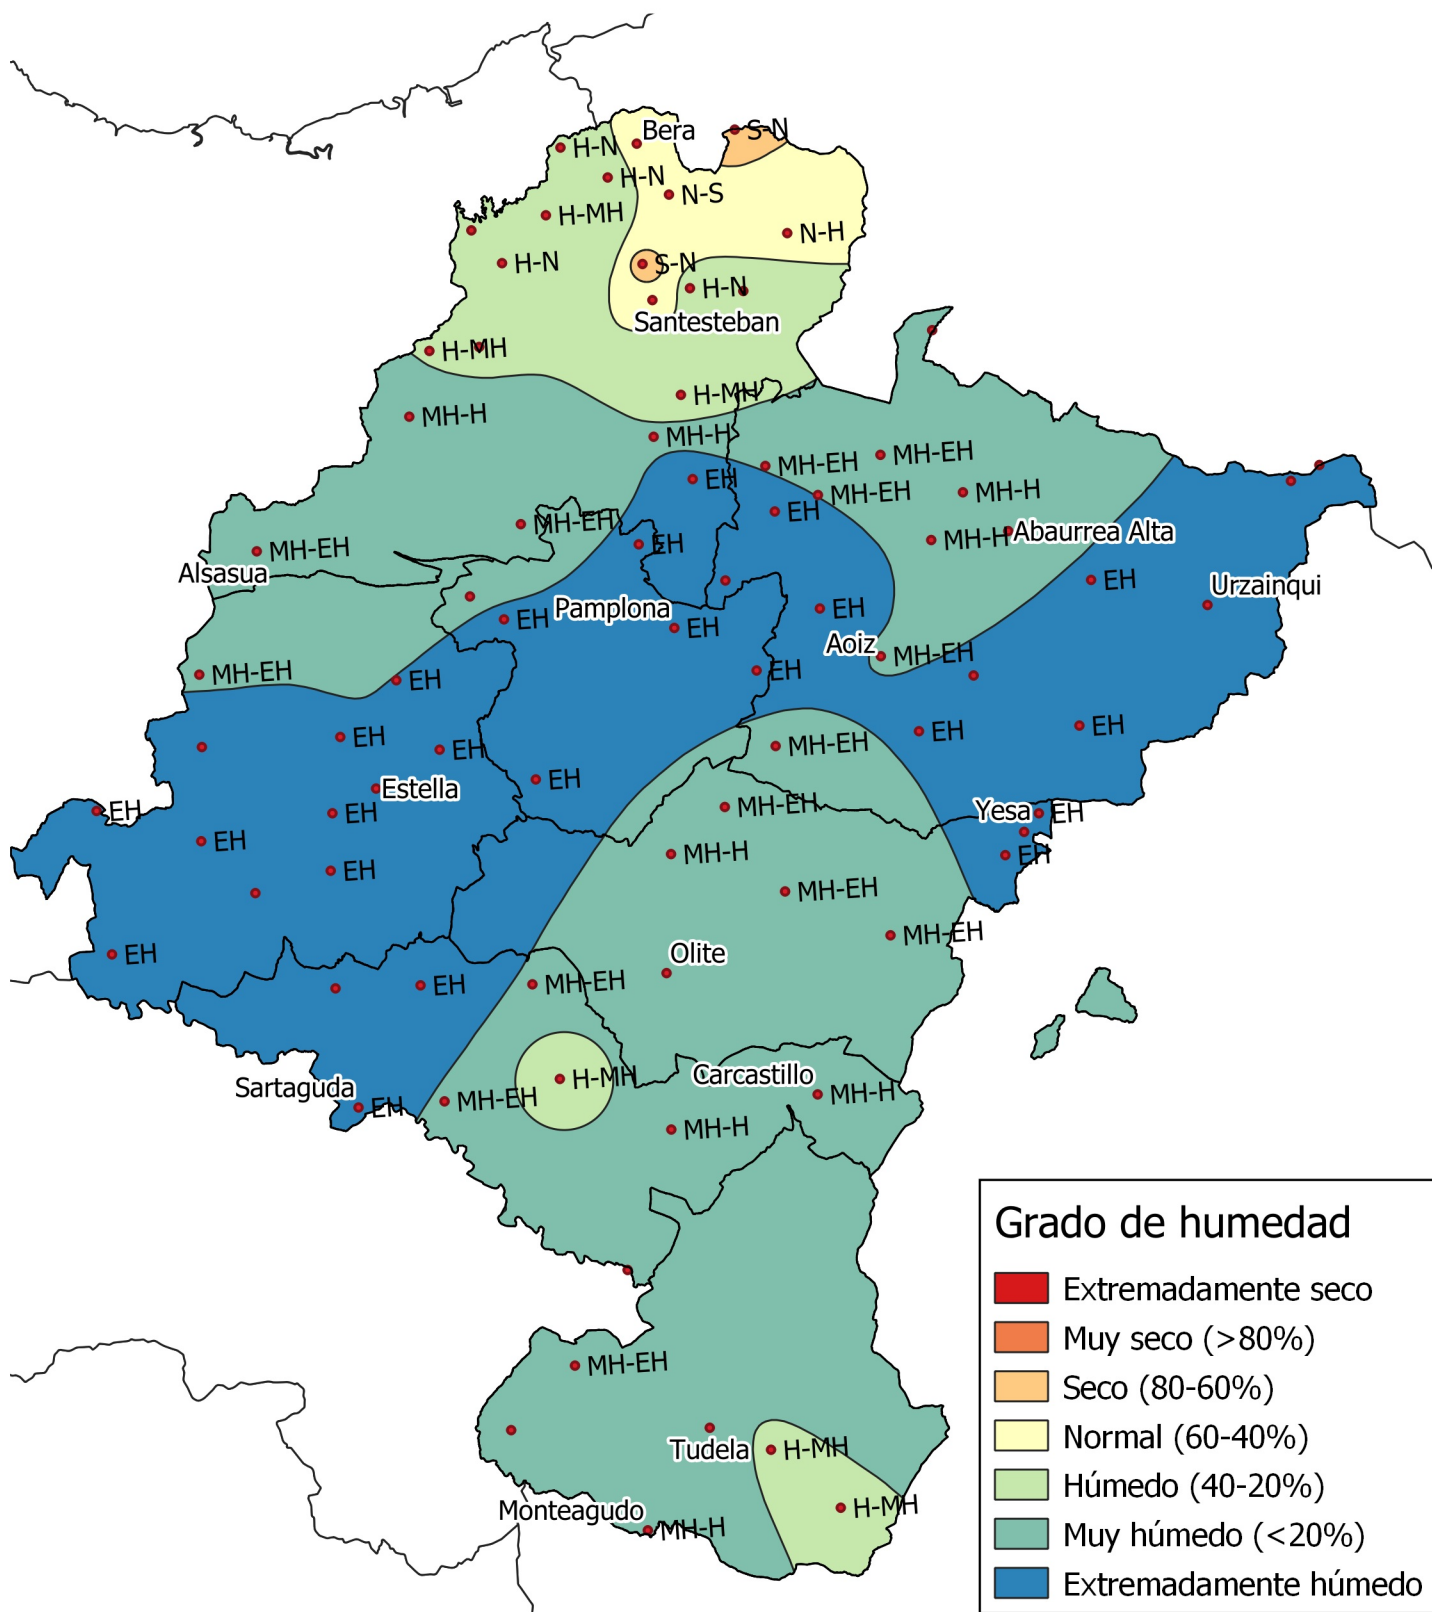 Bera
S-N
H-N
H-N
N-S
H-MH
N-H
H-N
S-N
H-N
Santesteban
H-MH
H-MH
MH-H
MH-H
MH-EH
MH-EH
EH
MH-EH
MH-H
EH
MH-EH
Abaurrea Alta
MH-H
EH
MH-EH
Alsasua
EH
Urzainqui
Pamplona
EH
EH
EH
Aoiz
MH-EH
MH-EH
EH
EH
EH
EH
EH
EH
MH-EH
EH
Estella
EH
MH-EH
EH
EH
Yesa
EH
EH
MH-H
EH
EH
MH-EH
MH-EH
EH
Olite
EH
MH-EH
H-MH
Carcastillo
Sartaguda
EH
MH-EH
MH-H
MH-H
MH-EH
Tudela
H-MH
H-MH
Monteagudo
MH-H
Grado de humedad
Extremadamente seco
Muy seco (>80%)
Seco (80-60%)
Normal (60-40%)
Húmedo (40-20%)
Muy húmedo (<20%)
Extremadamente húmedo